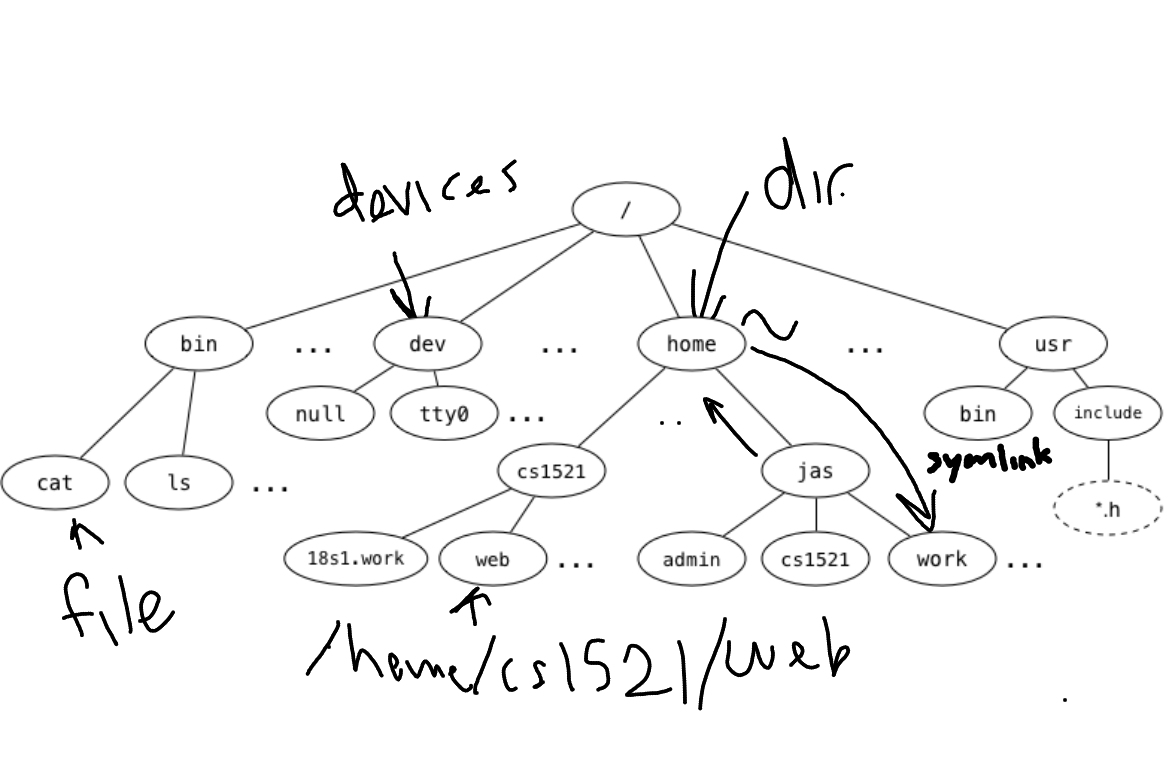 devices
dir.
/
bin ... dev ... home ~ ... usr
null tty0 ... .. bin include
cat ls ... cs1521 jas symlink
*.h
18s1.work web ... admin cs1521 work ...
file
/home/cs1521/web